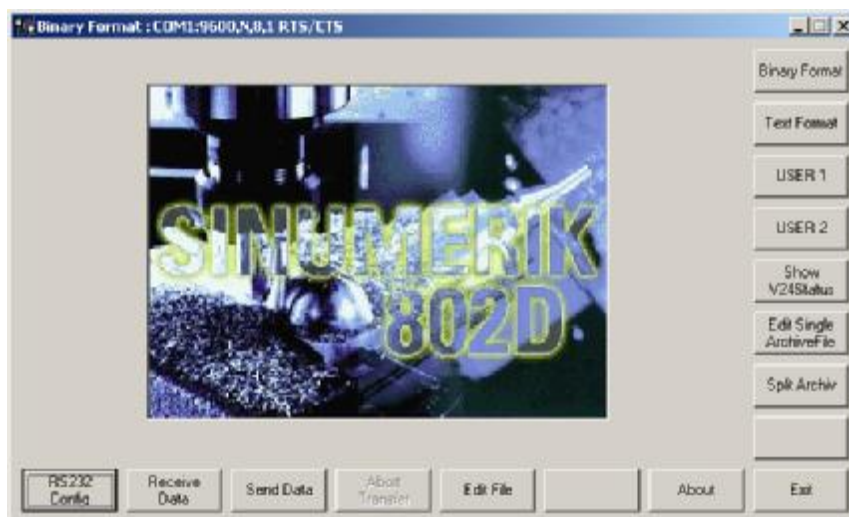 Binary Format : COM1:9600,N,8,1 RTS/CTS
Binary Format
Text Format
USER 1
USER 2
Show
V24Status
Edit Single
ArchiveFile
Split Archiv
SINUMERIK
802D
RS232
Config
Receive
Data
Send Data
Abort
Transfer
Edit File
About
Exit